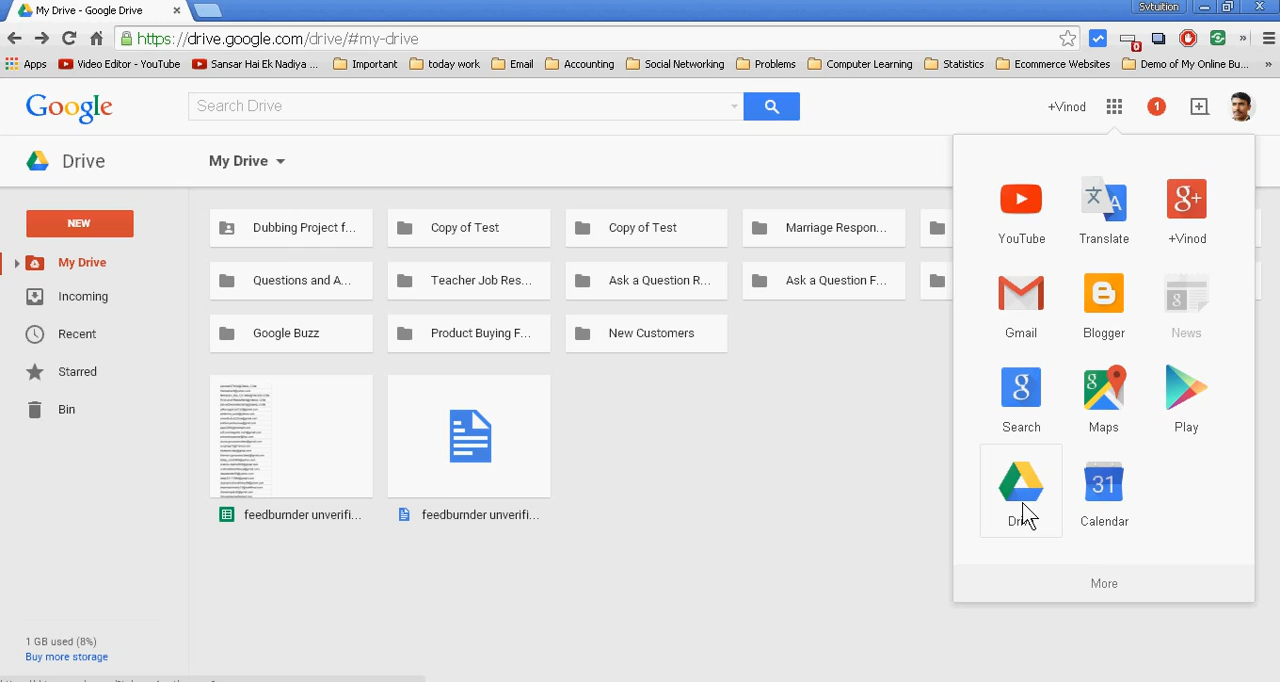 My Drive - Google Drive
Svtuition
https://drive.google.com/drive/#my-drive
0
Apps
Video Editor - YouTube
Sansar Hai Ek Nadiya ...
Important
today work
Email
Accounting
Social Networking
Problems
Computer Learning
Statistics
Ecommerce Websites
Demo of My Online Bu...
Google
Search Drive
+Vinod
1
Drive
My Drive
NEW
My Drive
Incoming
Recent
Starred
Bin
Dubbing Project f...
Copy of Test
Copy of Test
Marriage Respon...
Questions and A...
Teacher Job Res...
Ask a Question R...
Ask a Question F...
Google Buzz
Product Buying F...
New Customers
feedburnder unverifi...
feedburnder unverifi...
YouTube
Translate
+Vinod
Gmail
Blogger
News
Search
Maps
Play
31
Calendar
More
1 GB used (8%)
Buy more storage